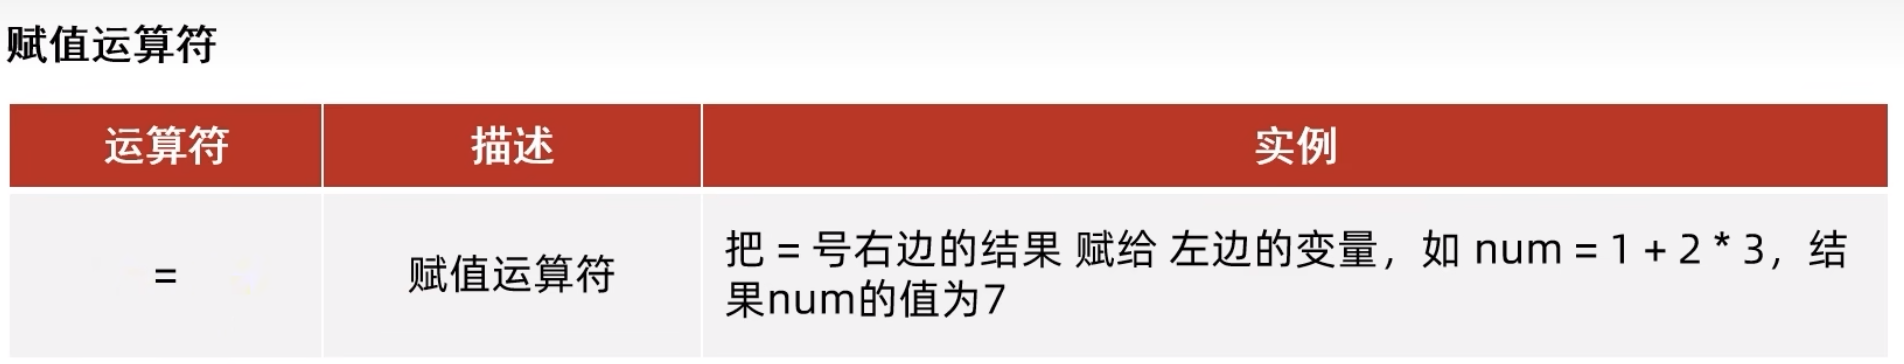 赋值运算符
运算符 描述 实例
= 赋值运算符 把 = 号右边的结果 赋给 左边的变量，如 num = 1 + 2 * 3，结
果num的值为7